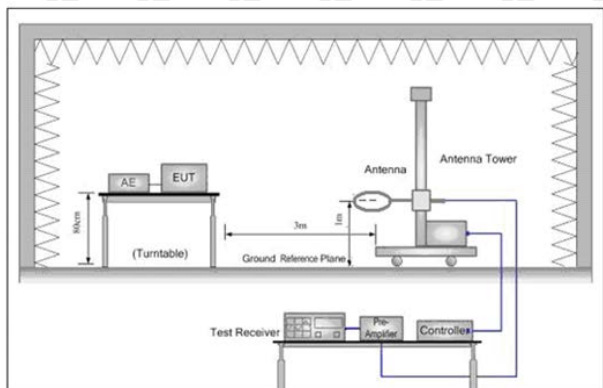 Antenna Tower
Antenna
EUT
AE
80cm
(Turntable)
3m
1m
Ground Reference Plane
Test Receiver
Pre-
Amplifier
Controller